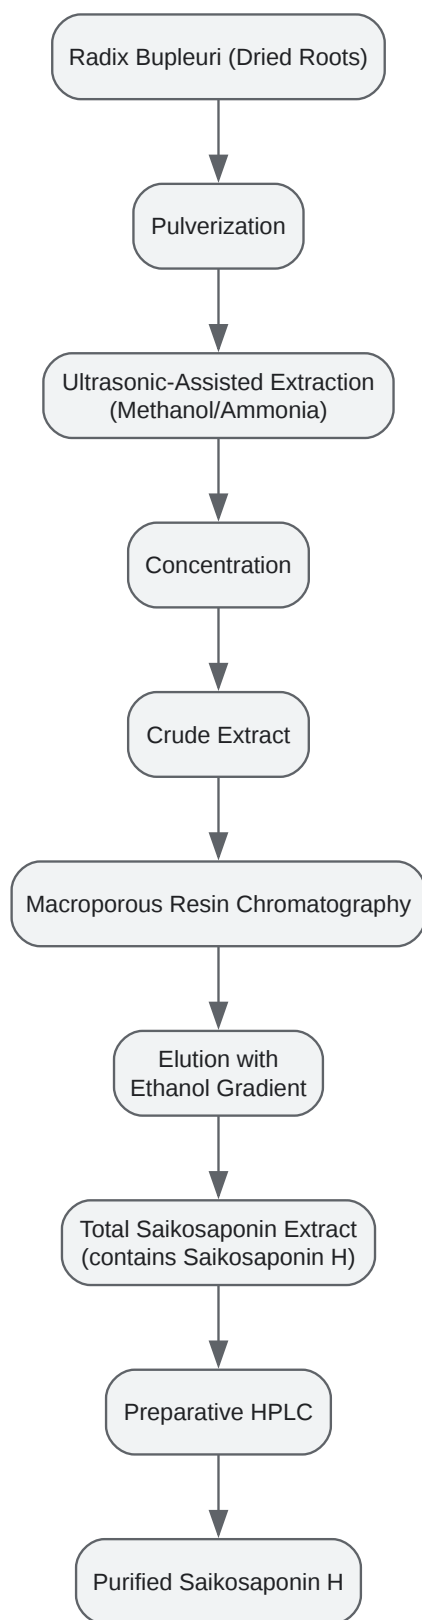 Radix Bupleuri (Dried Roots)
Pulverization
Ultrasonic-Assisted Extraction
(Methanol/Ammonia)
Concentration
Crude Extract
Macroporous Resin Chromatography
Elution with
Ethanol Gradient
Total Saikosaponin Extract
(contains Saikosaponin H)
Preparative HPLC
Purified Saikosaponin H